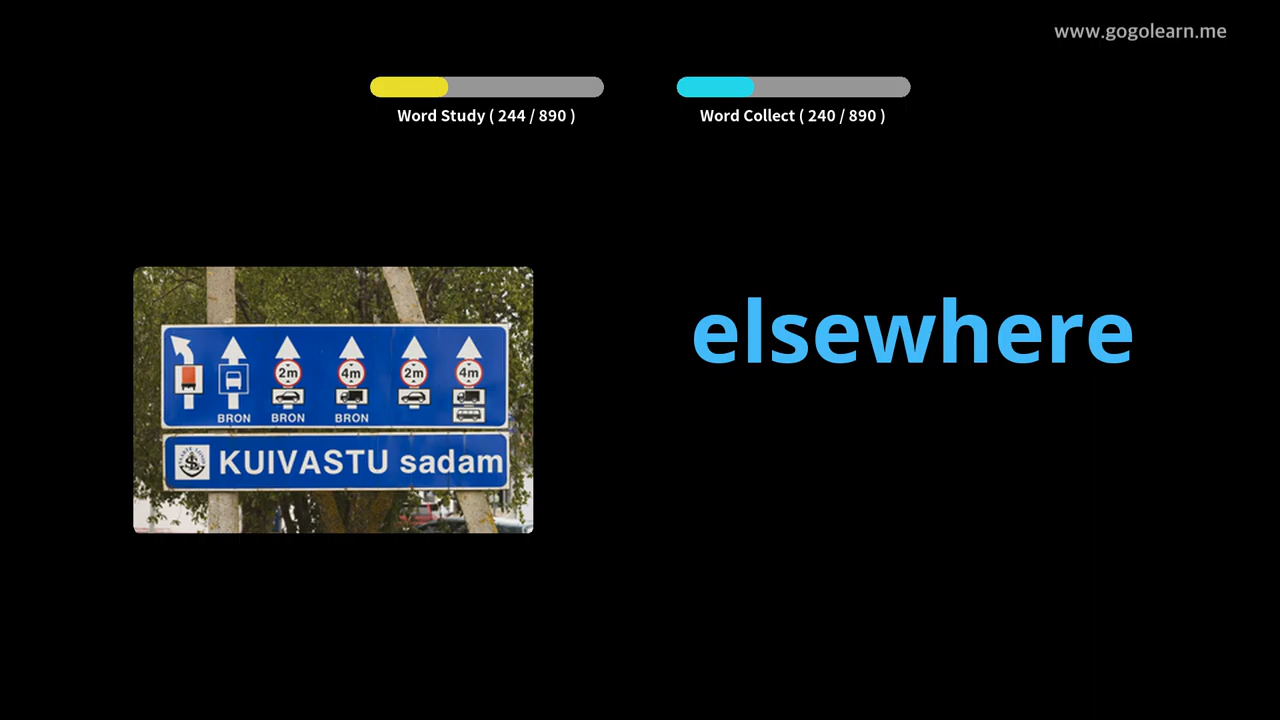 www.gogolearn.me
Word Study ( 244 / 890 )
Word Collect ( 240 / 890 )
elsewhere
2m 4m 2m 4m
BRON BRON BRON
KUIVASTU sadam